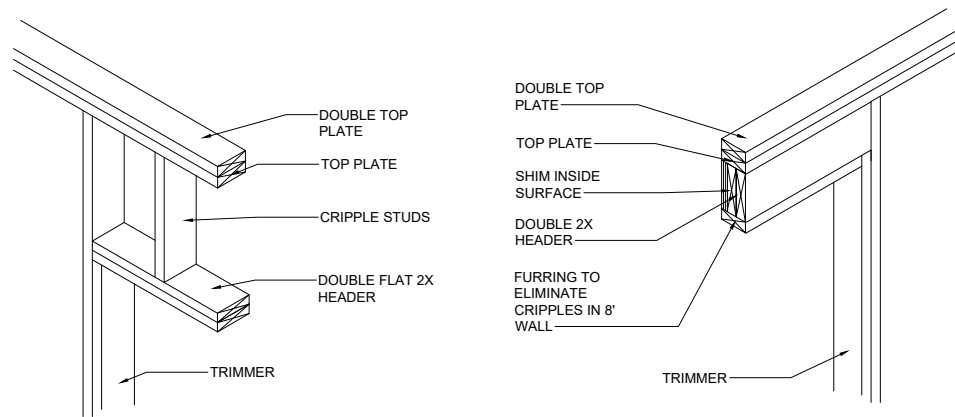 DOUBLE TOP
PLATE
TOP PLATE
CRIPPLE STUDS
DOUBLE FLAT 2X
HEADER
TRIMMER
DOUBLE TOP
PLATE
TOP PLATE
SHIM INSIDE
SURFACE
DOUBLE 2X
HEADER
FURRING TO
ELIMINATE
CRIPPLES IN 8'
WALL
TRIMMER